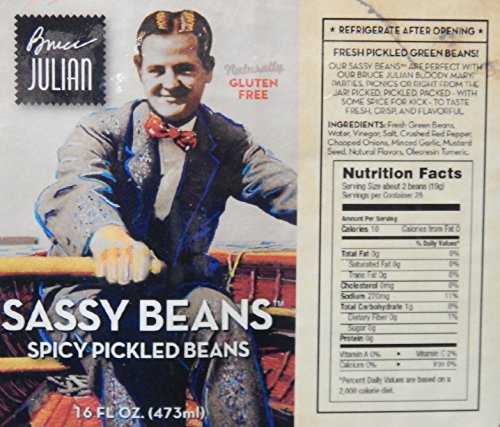 Bruce
JULIAN
Naturally
GLUTEN
FREE
SASSY BEANS™
SPICY PICKLED BEANS
16 FL OZ. (473ml)
★ REFRIGERATE AFTER OPENING ★
FRESH PICKLED GREEN BEANS!
OUR SASSY BEANS™ ARE PERFECT WITH
OUR BRUCE JULIAN BLOODY MARY,
PARTIES, PICNICS OR RIGHT FROM THE
JAR! PICKED, PICKLED, PACKED - WITH
SOME SPICE FOR KICK - TO TASTE
FRESH, CRISP, AND FLAVORFUL.
INGREDIENTS: Fresh Green Beans,
Water, Vinegar, Salt, Crushed Red Pepper,
Chopped Onions, Minced Garlic, Mustard
Seed, Natural Flavors, Oleoresin Turmeric.
Nutrition Facts
Serving Size about 2 beans (19g)
Servings per Container 28
Amount Per Serving
Calories 10 Calories from Fat 0
% Daily Values*
Total Fat 0g 0%
Saturated Fat 0g 0%
Trans Fat 0g 0%
Cholesterol 0mg 0%
Sodium 270mg 11%
Total Carbohydrate 1g 0%
Dietary Fiber 0g 1%
Sugar 0g
Protein 0g
Vitamin A 0% • Vitamin C 2%
Calcium 0% • Iron 0%
*Percent Daily Values are based on a
2,000 calorie diet.